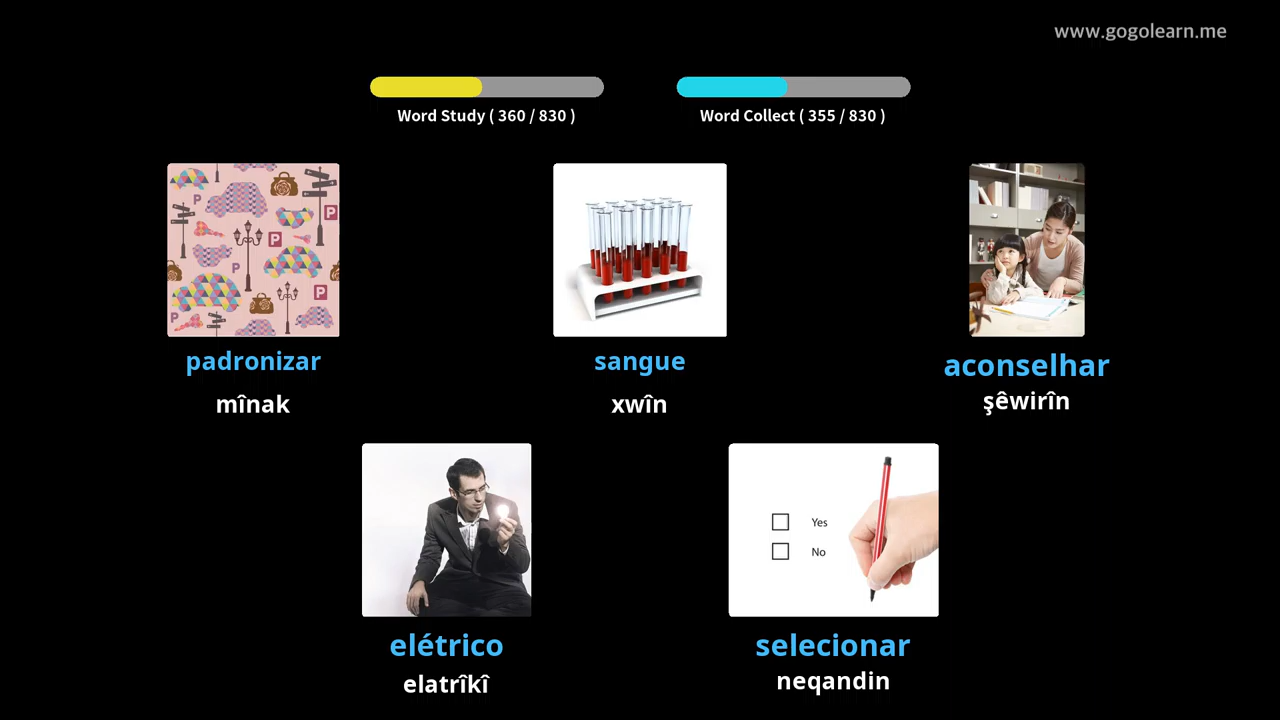 www.gogolearn.me
Word Study ( 360 / 830 )
Word Collect ( 355 / 830 )
P
P
P
P
P
P
padronizar
mînak
sangue
xwîn
aconselhar
şêwirîn
Yes
No
elétrico
elatrîkî
selecionar
neqandin